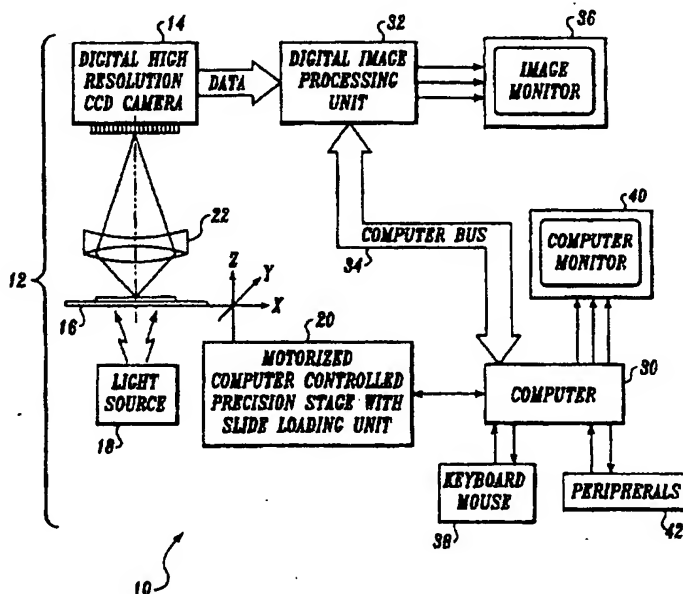 14
DIGITAL HIGH
RESOLUTION
CCD CAMERA
DATA
32
DIGITAL IMAGE
PROCESSING
UNIT
36
IMAGE
MONITOR
22
12
16
Z
Y
X
COMPUTER BUS
34
40
COMPUTER
MONITOR
LIGHT
SOURCE
18
20
MOTORIZED
COMPUTER CONTROLLED
PRECISION STAGE WITH
SLIDE LOADING UNIT
COMPUTER
30
KEYBOARD
MOUSE
38
PERIPHERALS
42
10